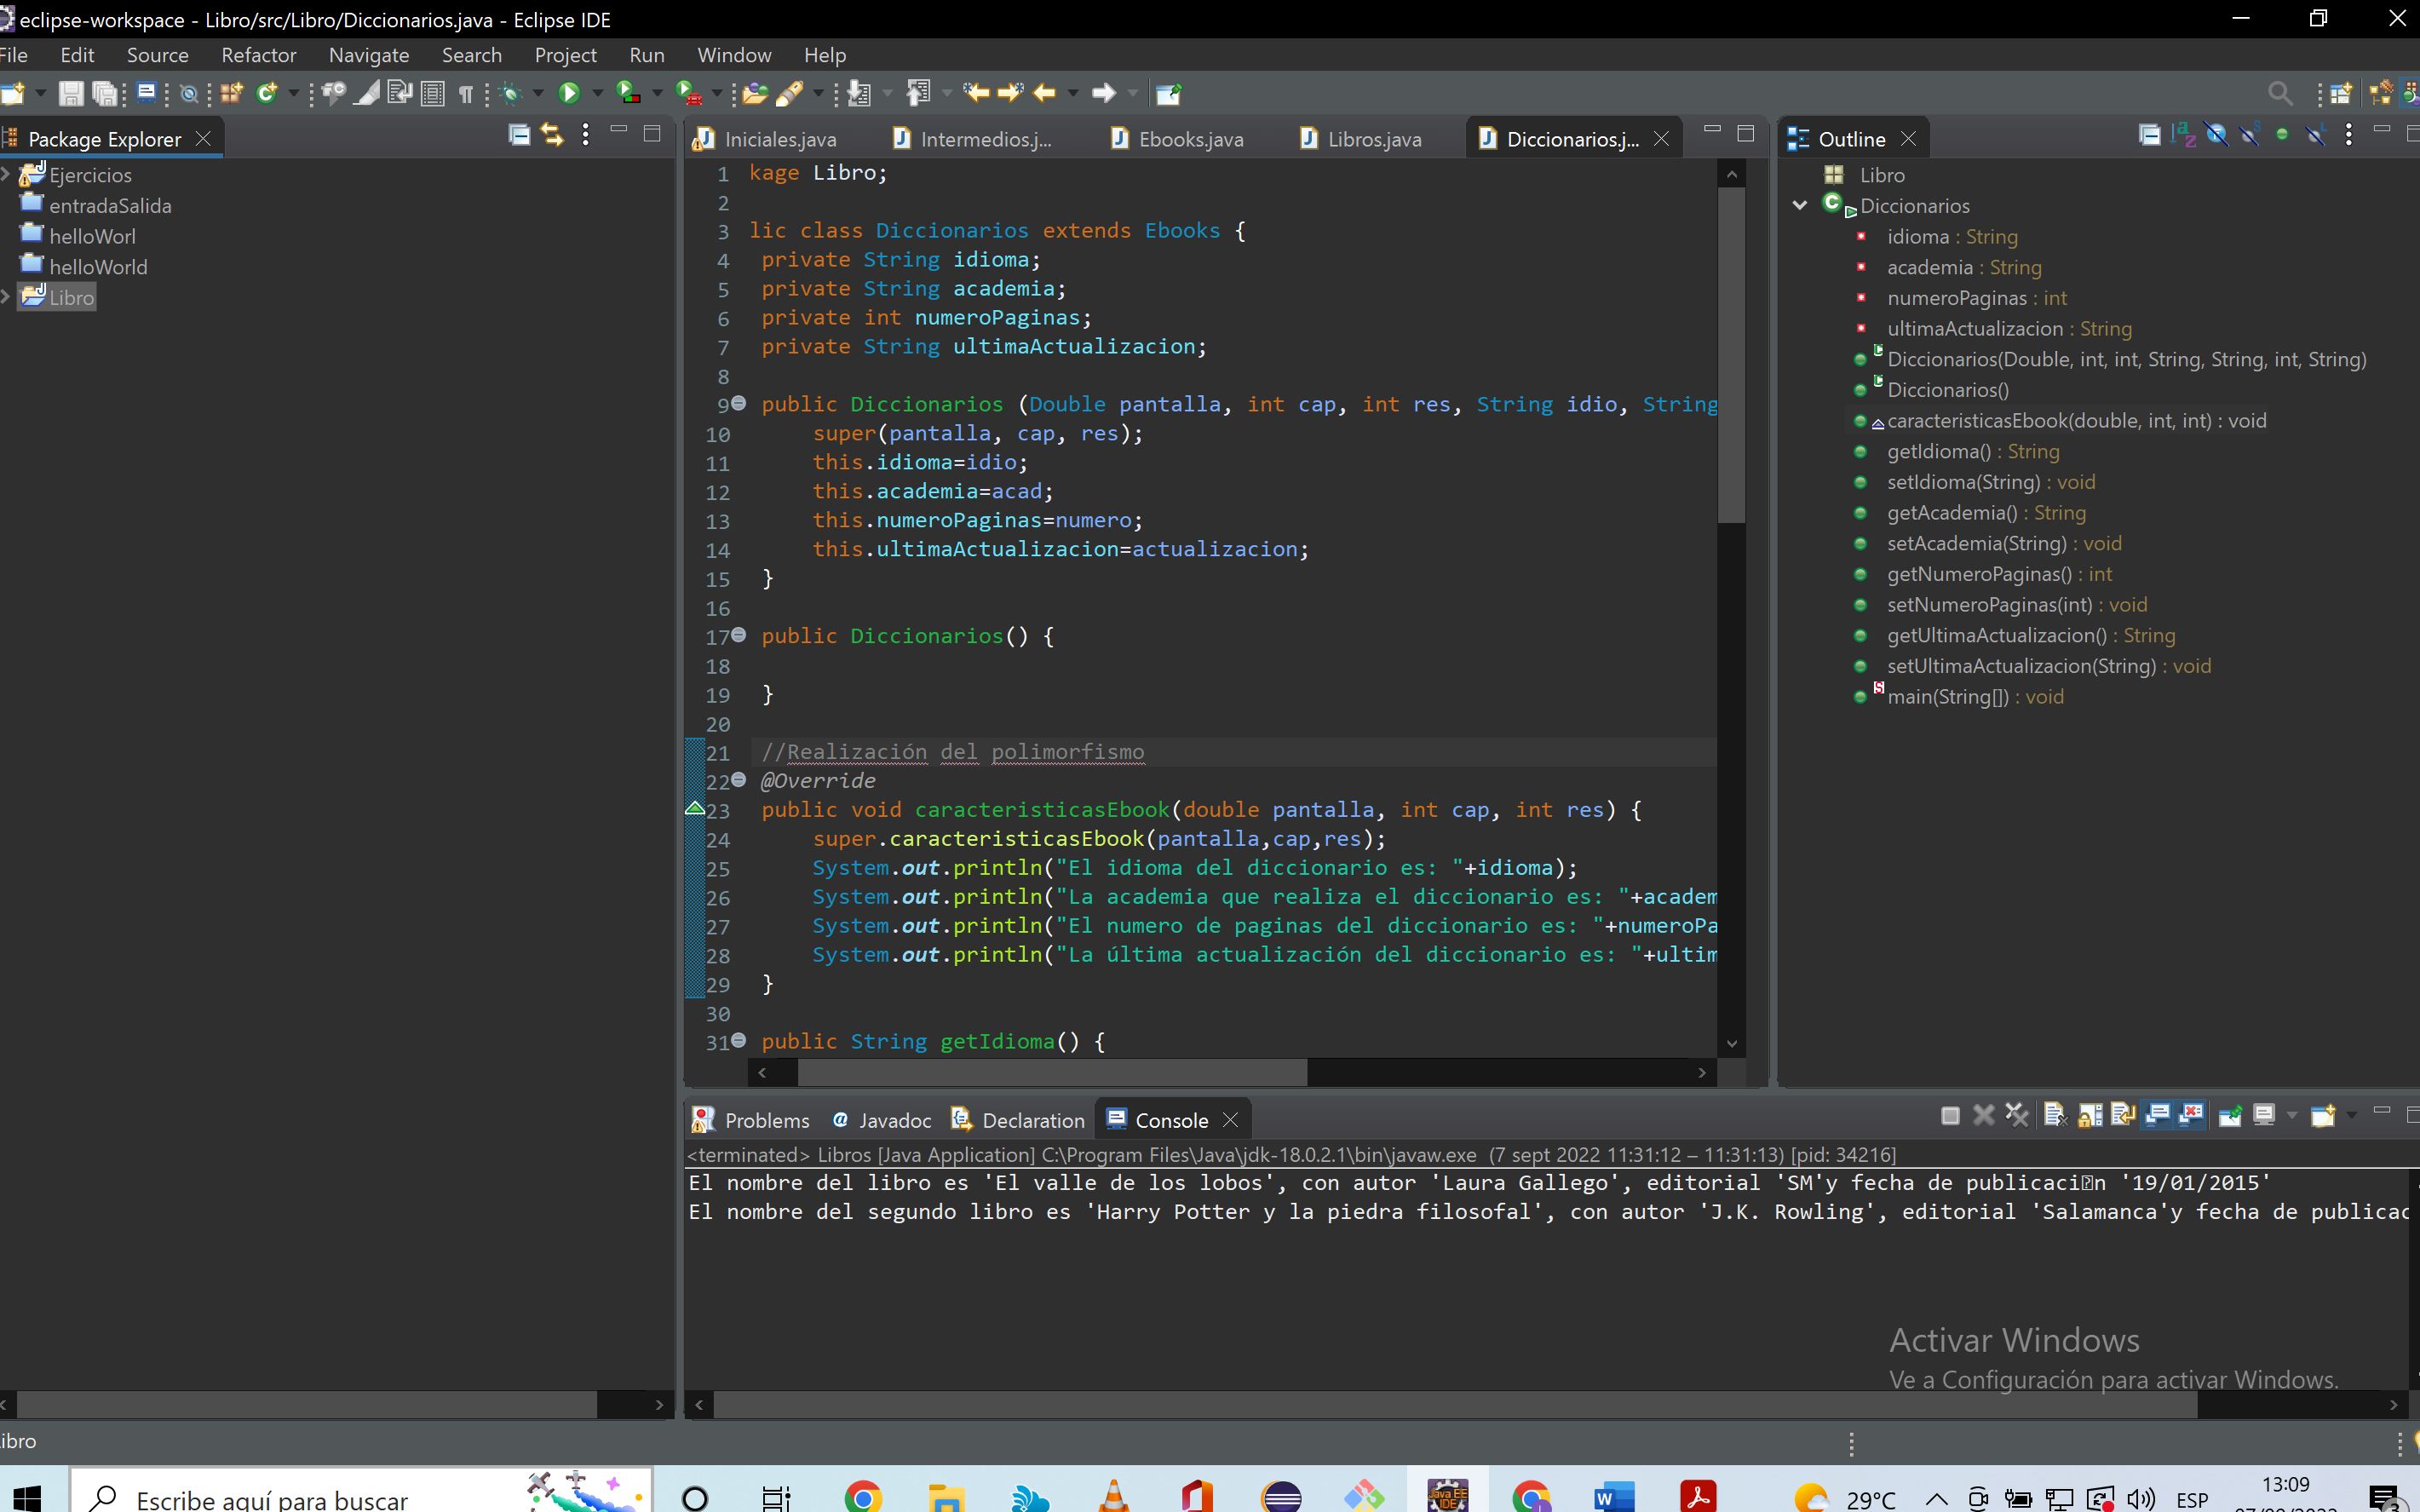 eclipse-workspace - Libro/src/Libro/Diccionarios.java - Eclipse IDE
File Edit Source Refactor Navigate Search Project Run Window Help
Package Explorer
Ejercicios
entradaSalida
helloWorl
helloWorld
Libro
Iniciales.java Intermedios.j... Ebooks.java Libros.java Diccionarios.j...
1 kage Libro;
2
3 lic class Diccionarios extends Ebooks {
4 private String idioma;
5 private String academia;
6 private int numeroPaginas;
7 private String ultimaActualizacion;
8
9 public Diccionarios (Double pantalla, int cap, int res, String idio, String
10 super(pantalla, cap, res);
11 this.idioma=idio;
12 this.academia=acad;
13 this.numeroPaginas=numero;
14 this.ultimaActualizacion=actualizacion;
15 }
16
17 public Diccionarios() {
18
19 }
20
21 //Realización del polimorfismo
22 @Override
23 public void caracteristicasEbook(double pantalla, int cap, int res) {
24 super.caracteristicasEbook(pantalla,cap,res);
25 System.out.println("El idioma del diccionario es: "+idioma);
26 System.out.println("La academia que realiza el diccionario es: "+academ
27 System.out.println("El numero de paginas del diccionario es: "+numeroPa
28 System.out.println("La última actualización del diccionario es: "+ultim
29 }
30
31 public String getIdioma() {
Outline
Libro
Diccionarios
idioma : String
academia : String
numeroPaginas : int
ultimaActualizacion : String
Diccionarios(Double, int, int, String, String, int, String)
Diccionarios()
caracteristicasEbook(double, int, int) : void
getIdioma() : String
setIdioma(String) : void
getAcademia() : String
setAcademia(String) : void
getNumeroPaginas() : int
setNumeroPaginas(int) : void
getUltimaActualizacion() : String
setUltimaActualizacion(String) : void
main(String[]) : void
Problems Javadoc Declaration Console
<terminated> Libros [Java Application] C:\Program Files\Java\jdk-18.0.2.1\bin\javaw.exe (7 sept 2022 11:31:12 – 11:31:13) [pid: 34216]
El nombre del libro es 'El valle de los lobos', con autor 'Laura Gallego', editorial 'SM'y fecha de publicaci�n '19/01/2015'
El nombre del segundo libro es 'Harry Potter y la piedra filosofal', con autor 'J.K. Rowling', editorial 'Salamanca'y fecha de publicac
Activar Windows
Ve a Configuración para activar Windows.
ibro
Escribe aquí para buscar
Java EE
IDE
29°C
ESP
13:09